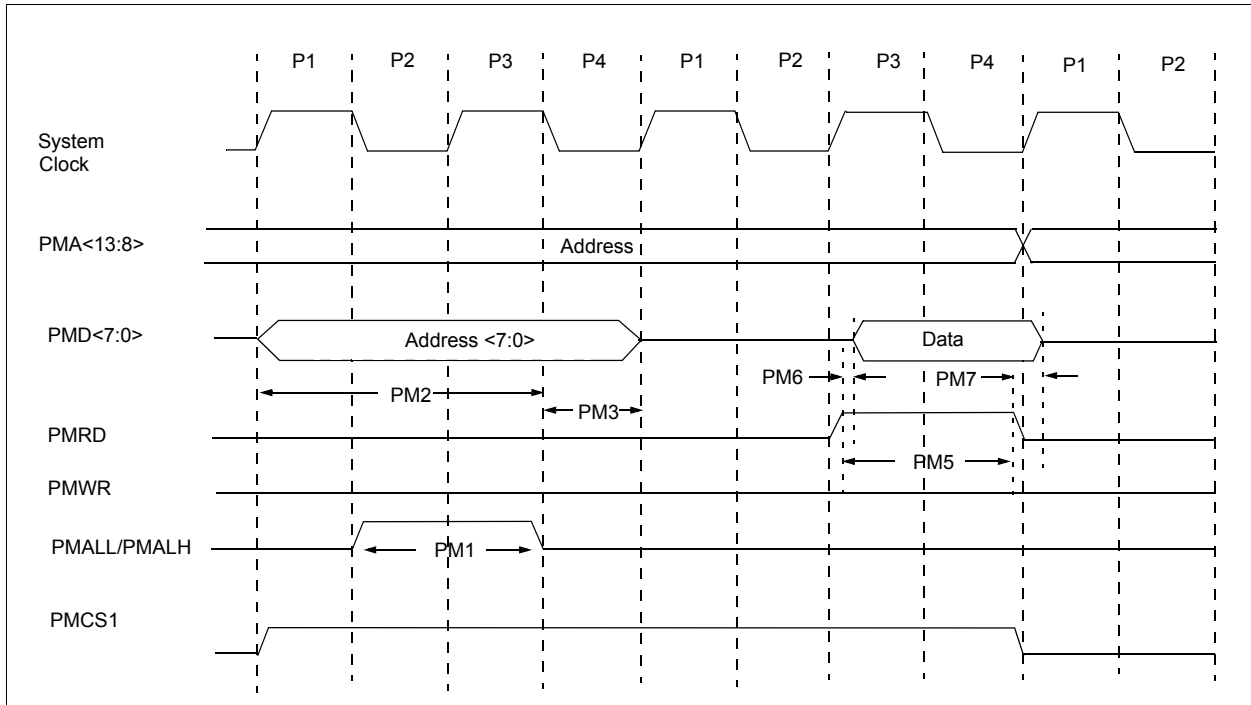 P1 P2 P3 P4 P1 P2 P3 P4 P1 P2
System
Clock
PMA<13:8>
Address
PMD<7:0>
Address <7:0>
Data
PM6
PM7
PM2
PM3
PMRD
PM5
PMWR
PMALL/PMALH
PM1
PMCS1